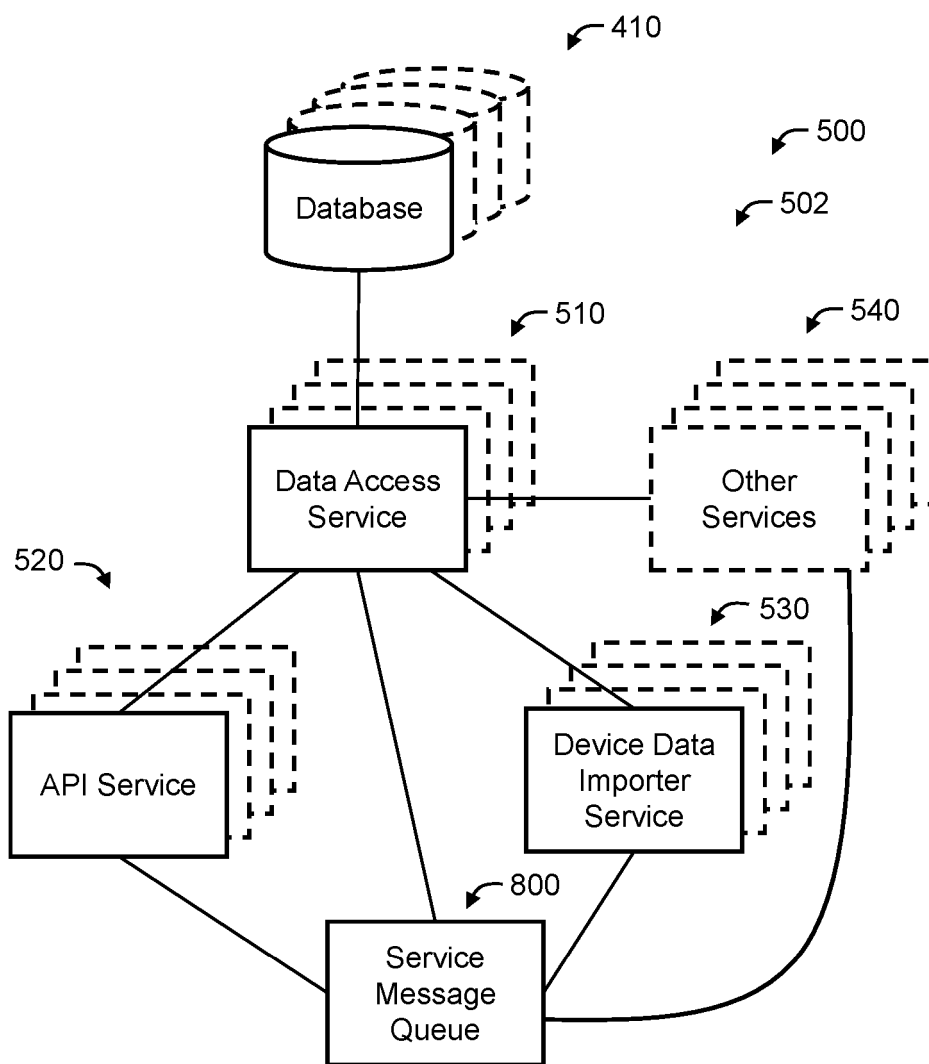 410
500
Database
502
510
540
Data Access
Service
Other
Services
520
530
API Service
Device Data
Importer
Service
800
Service
Message
Queue